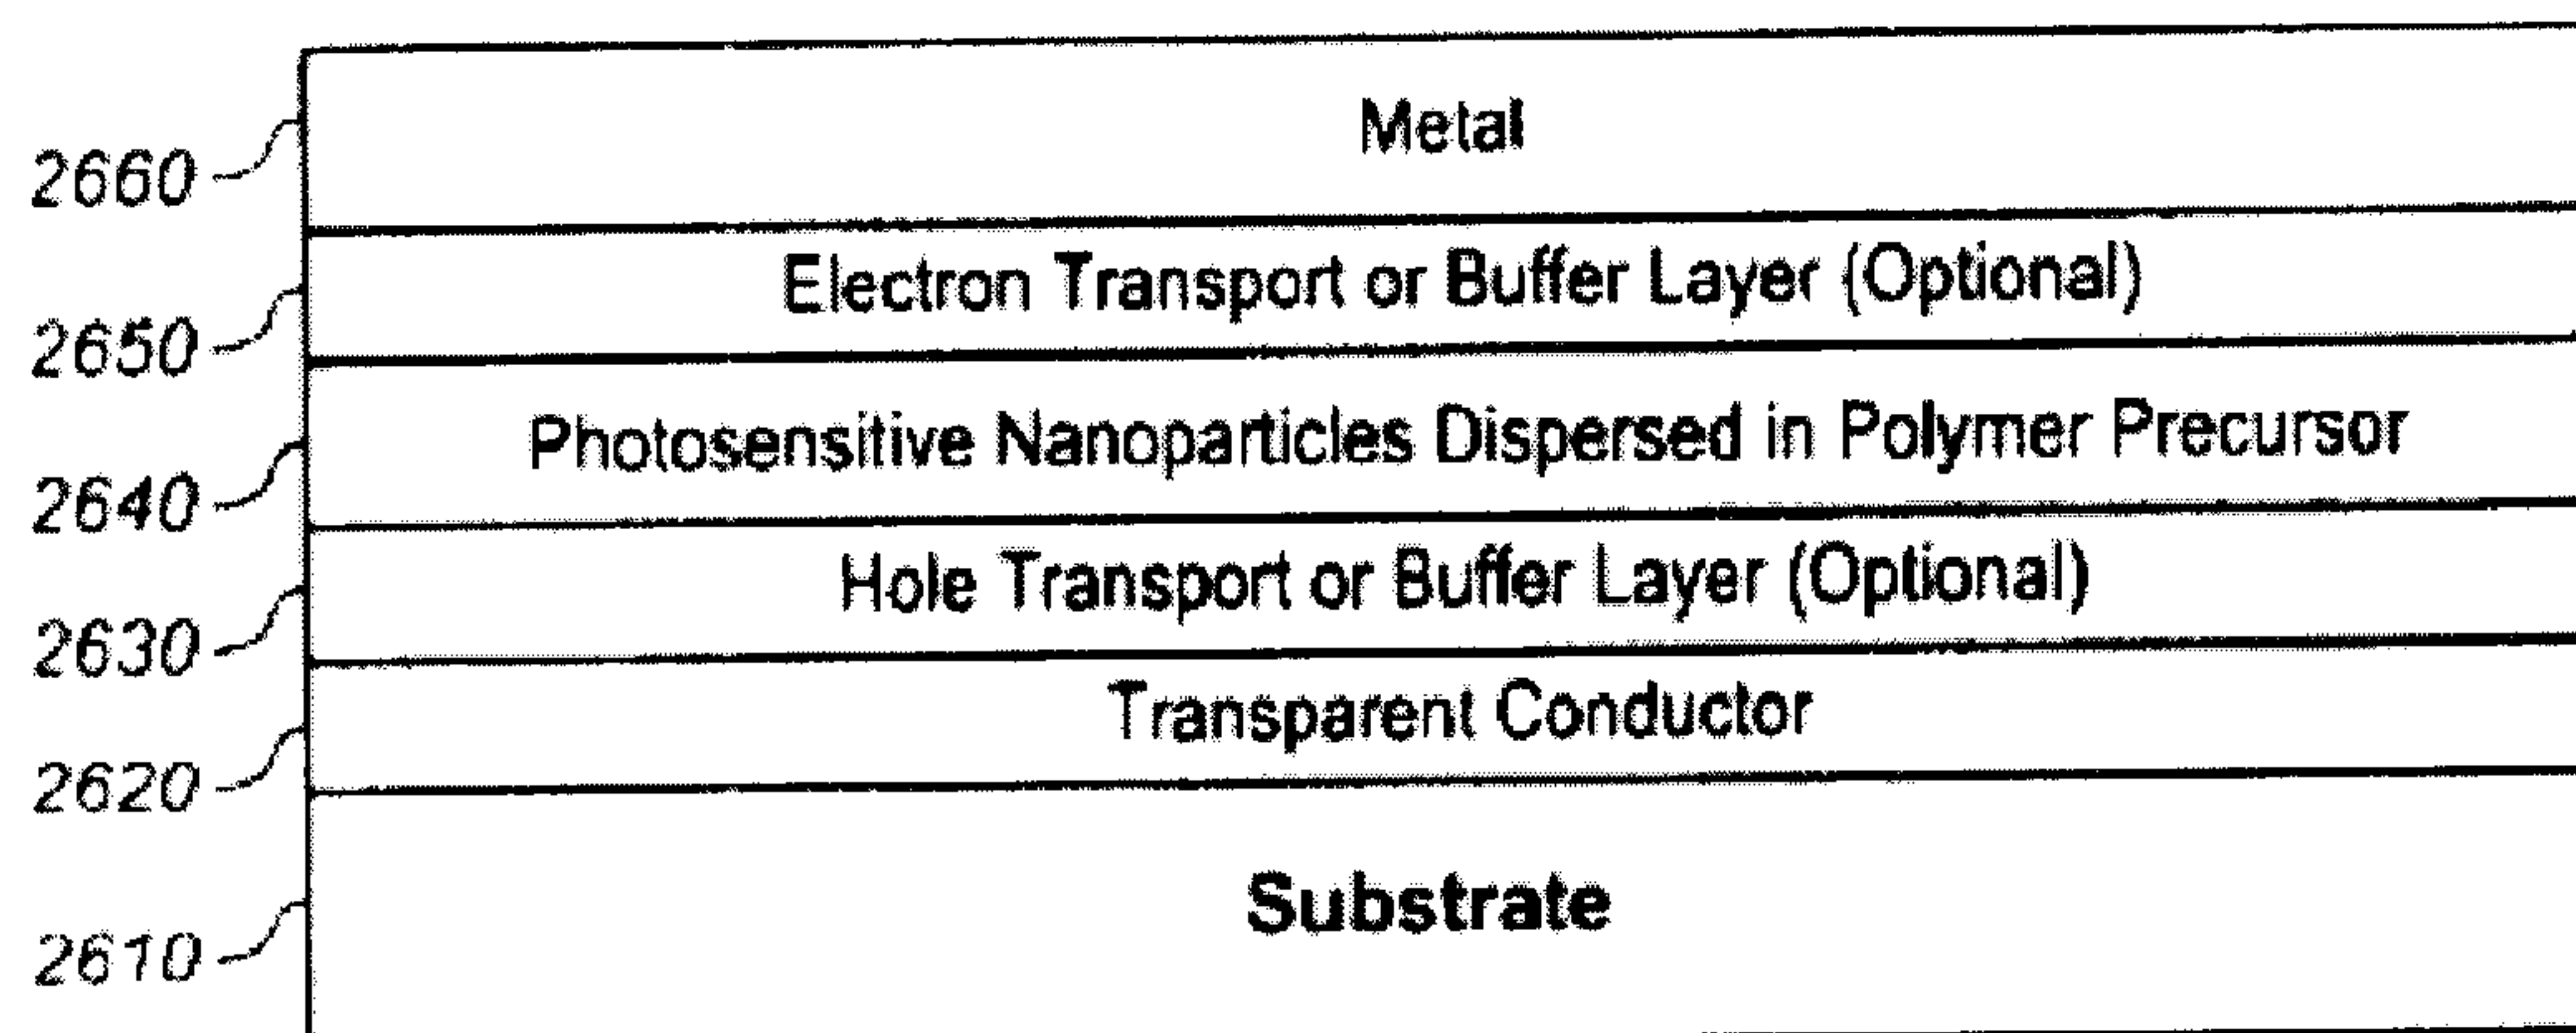 Metal
2660
Electron Transport or Buffer Layer (Optional)
2650
Photosensitive Nanoparticles Dispersed in Polymer Precursor
2640
Hole Transport or Buffer Layer (Optional)
2630
Transparent Conductor
2620
Substrate
2610